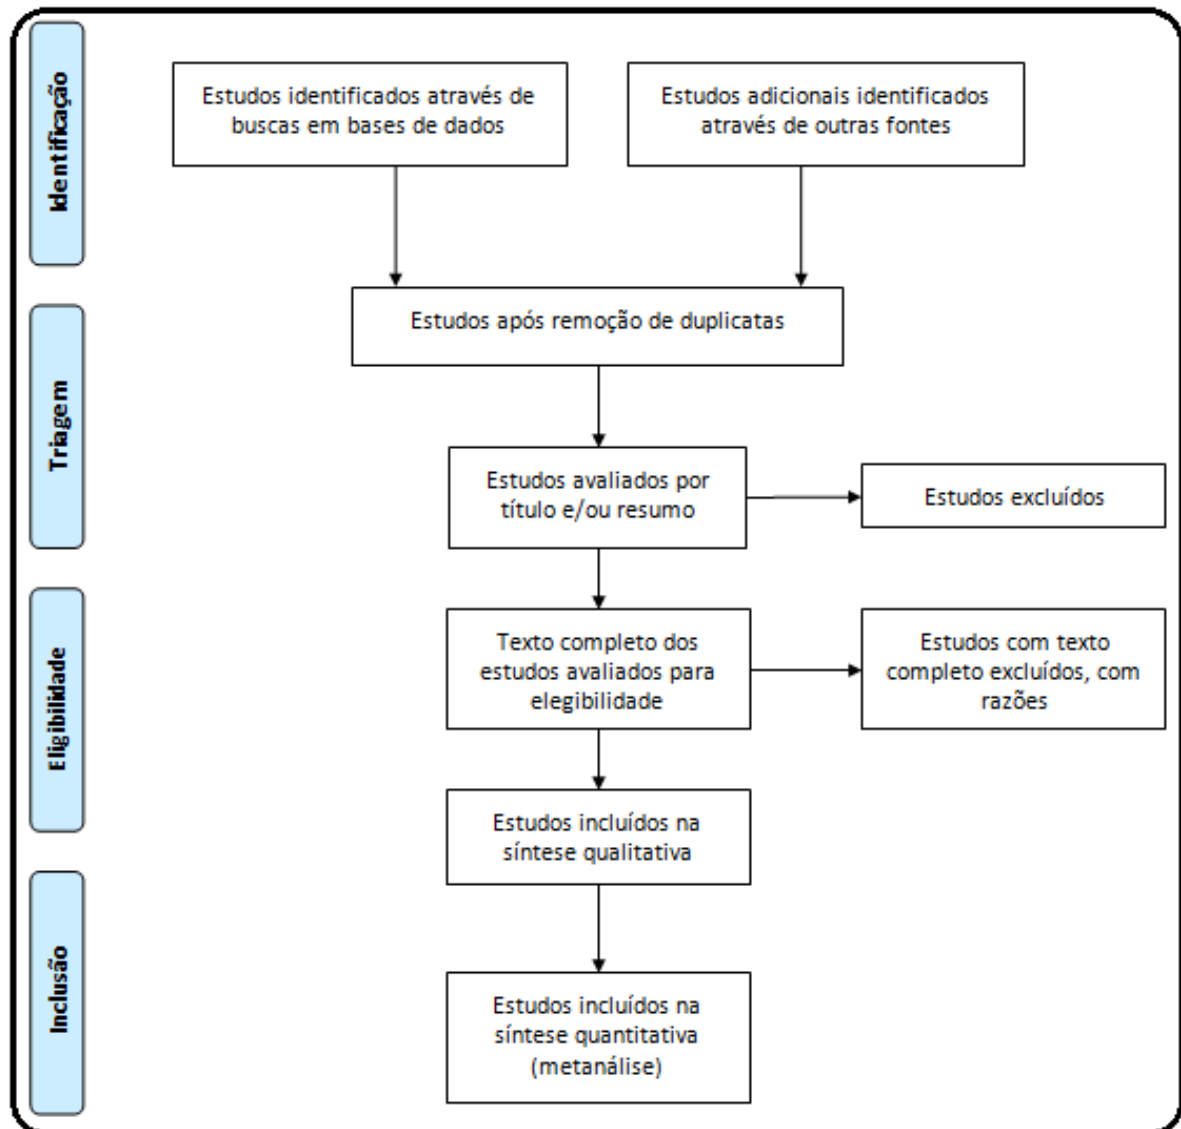 Identificação
Estudos identificados através de
buscas em bases de dados
Estudos adicionais identificados
através de outras fontes
Triagem
Estudos após remoção de duplicatas
Estudos avaliados por
título e/ou resumo
Estudos excluídos
Eligibilidade
Texto completo dos
estudos avaliados para
elegibilidade
Estudos com texto
completo excluídos, com
razões
Estudos incluídos na
síntese qualitativa
Inclusão
Estudos incluídos na
síntese quantitativa
(metanálise)